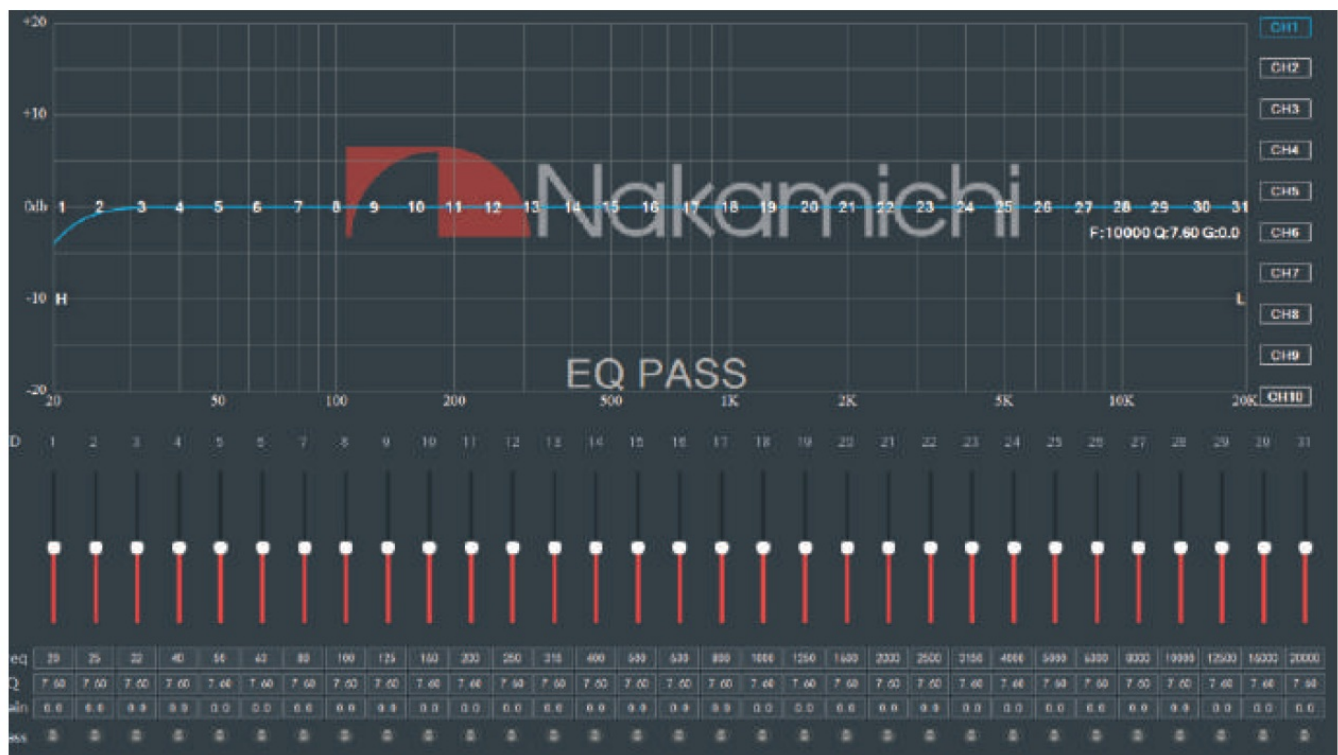 +20
CH1
CH2
+10
CH3
Nakamichi
CH4
CH5
0db 1 2 3 4 5 6 7 8 9 10 11 12 13 14 15 16 17 18 19 20 21 22 23 24 25 26 27 28 29 30 31
F:10000 Q:7.60 G:0.0
CH6
CH7
-10 H L
CH8
CH9
EQ PASS
-20
CH10
20 50 100 200 500 1K 2K 5K 10K 20K
D 1 2 3 4 5 6 7 8 9 10 11 12 13 14 15 16 17 18 19 20 21 22 23 24 25 26 27 28 29 30 31
eq 20 25 32 40 50 63 80 100 125 160 200 250 315 400 500 630 800 1000 1250 1600 2000 2500 3150 4000 5000 6300 8000 10000 12500 16000 20000
Q 7.60 7.60 7.60 7.60 7.60 7.60 7.60 7.60 7.60 7.60 7.60 7.60 7.60 7.60 7.60 7.60 7.60 7.60 7.60 7.60 7.60 7.60 7.60 7.60 7.60 7.60 7.60 7.60 7.60 7.60 7.60
ain 0.0 0.0 0.0 0.0 0.0 0.0 0.0 0.0 0.0 0.0 0.0 0.0 0.0 0.0 0.0 0.0 0.0 0.0 0.0 0.0 0.0 0.0 0.0 0.0 0.0 0.0 0.0 0.0 0.0 0.0 0.0
ass